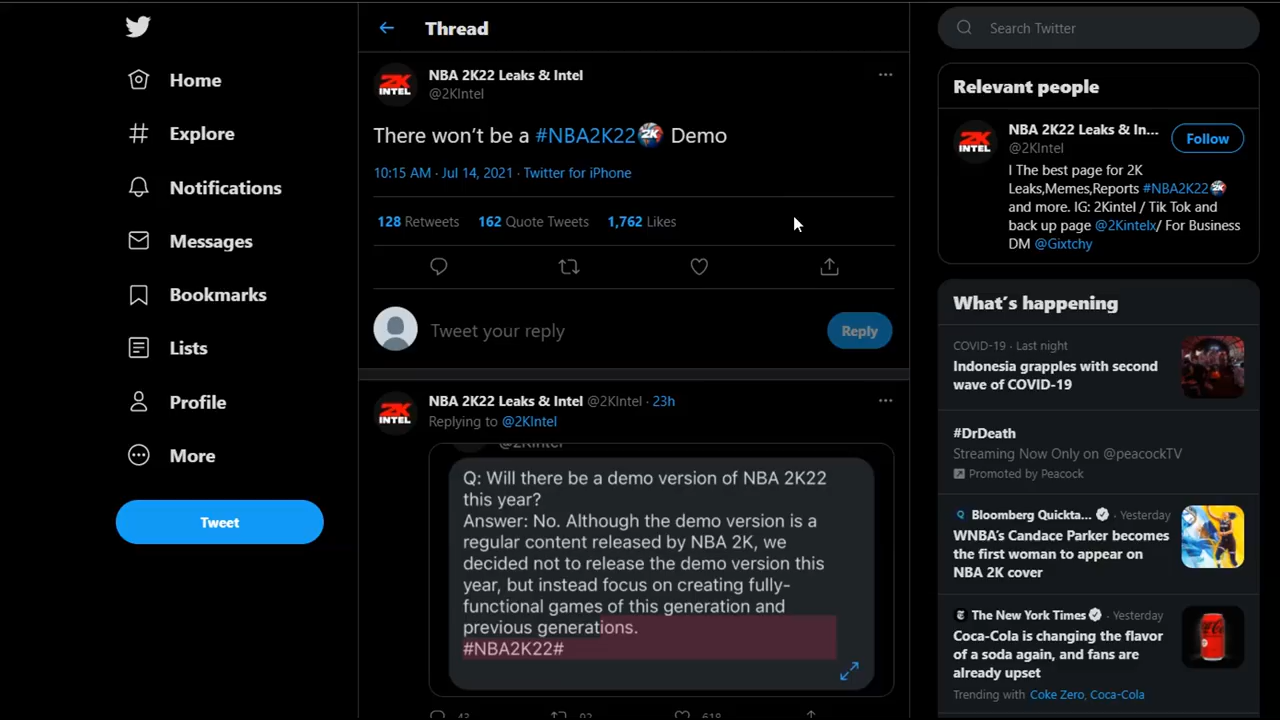 Home
Explore
Notifications
Messages
Bookmarks
Lists
Profile
More
Tweet
Thread
2K
INTEL
NBA 2K22 Leaks & Intel
@2KIntel
There won't be a #NBA2K22 Demo
10:15 AM · Jul 14, 2021 · Twitter for iPhone
128 Retweets 162 Quote Tweets 1,762 Likes
Tweet your reply
Reply
2K
INTEL
NBA 2K22 Leaks & Intel @2KIntel · 23h
Replying to @2KIntel
@2KIntel
Q: Will there be a demo version of NBA 2K22
this year?
Answer: No. Although the demo version is a
regular content released by NBA 2K, we
decided not to release the demo version this
year, but instead focus on creating fully-
functional games of this generation and
previous generations.
#NBA2K22#
Search Twitter
Relevant people
2K
INTEL
NBA 2K22 Leaks & In...
@2KIntel
Follow
I The best page for 2K
Leaks,Memes,Reports #NBA2K22
and more. IG: 2Kintel / Tik Tok and
back up page @2Kintelx/ For Business
DM @Gixtchy
What's happening
COVID-19 · Last night
Indonesia grapples with second
wave of COVID-19
#DrDeath
Streaming Now Only on @peacockTV
Promoted by Peacock
Bloomberg Quickta... · Yesterday
WNBA's Candace Parker becomes
the first woman to appear on
NBA 2K cover
The New York Times · Yesterday
Coca-Cola is changing the flavor
of a soda again, and fans are
already upset
Trending with Coke Zero, Coca-Cola